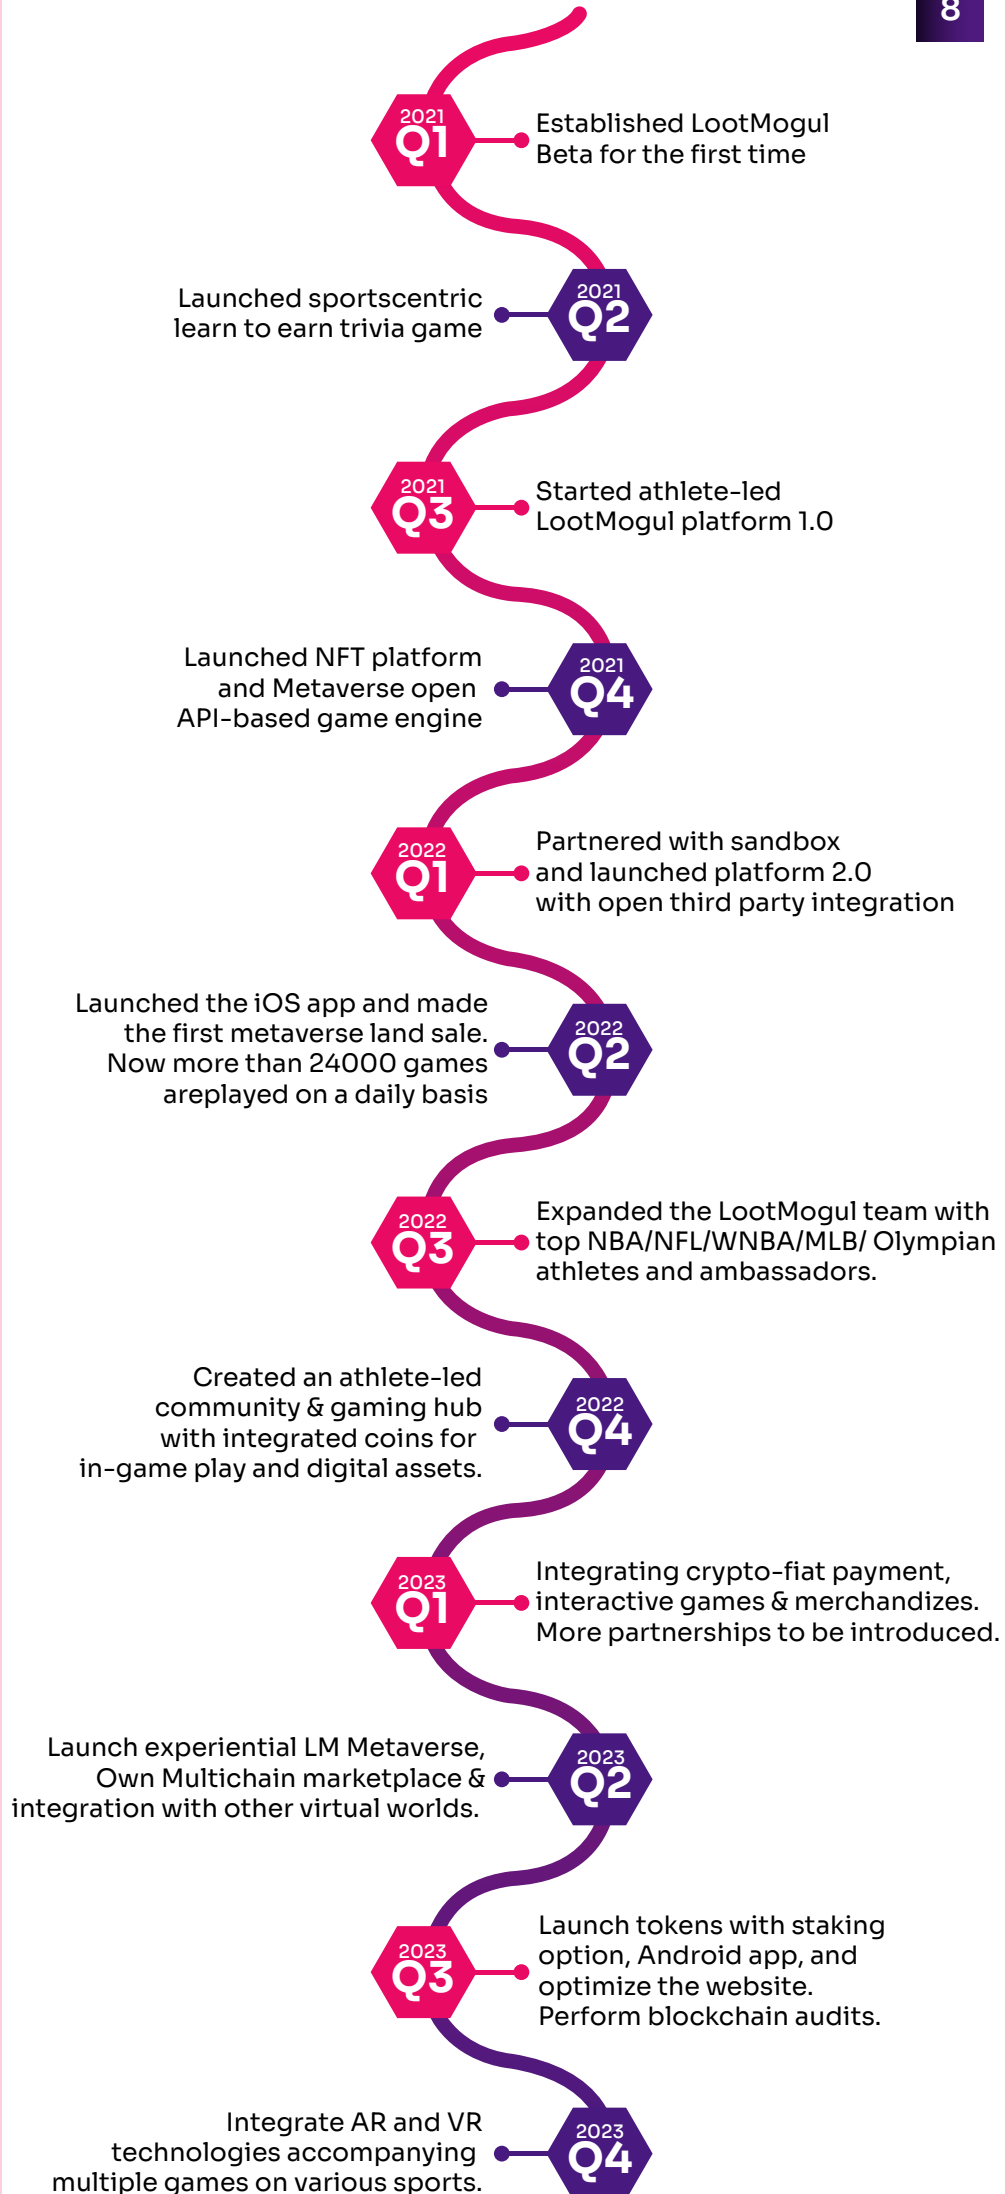 8
2021
Q1
Established LootMogul
Beta for the first time
Launched sportscentric
learn to earn trivia game
2021
Q2
2021
Q3
Started athlete-led
LootMogul platform 1.0
Launched NFT platform
and Metaverse open
API-based game engine
2021
Q4
2022
Q1
Partnered with sandbox
and launched platform 2.0
with open third party integration
Launched the iOS app and made
the first metaverse land sale.
Now more than 24000 games
areplayed on a daily basis
2022
Q2
2022
Q3
Expanded the LootMogul team with
top NBA/NFL/WNBA/MLB/ Olympian
athletes and ambassadors.
Created an athlete-led
community & gaming hub
with integrated coins for
in-game play and digital assets.
2022
Q4
2023
Q1
Integrating crypto-fiat payment,
interactive games & merchandizes.
More partnerships to be introduced.
Launch experiential LM Metaverse,
Own Multichain marketplace &
integration with other virtual worlds.
2023
Q2
2023
Q3
Launch tokens with staking
option, Android app, and
optimize the website.
Perform blockchain audits.
Integrate AR and VR
technologies accompanying
multiple games on various sports.
2023
Q4